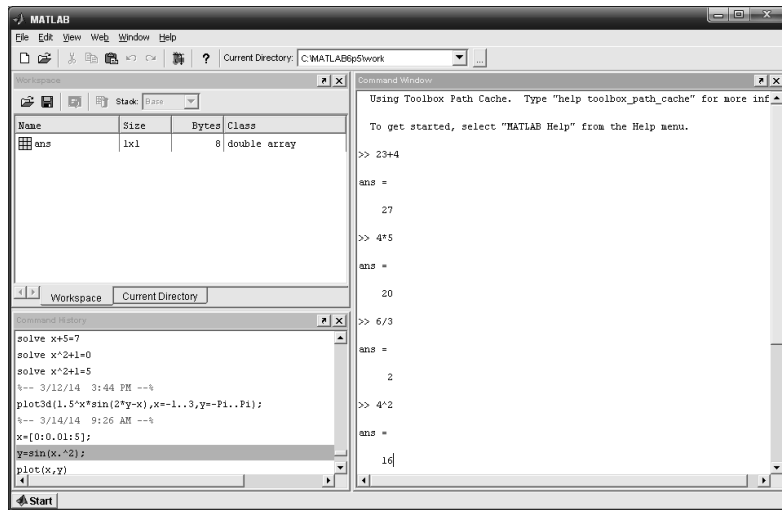 MATLAB
File Edit View Web Window Help
? Current Directory: C:\MATLAB6p5\work ...
Workspace
Stack: Base
Name Size Bytes Class
ans 1x1 8 double array
Workspace Current Directory
Command History
solve x+5=7
solve x^2+1=0
solve x^2+1=5
%-- 3/12/14 3:44 PM --%
plot3d(1.5^x*sin(2*y-x),x=-1..3,y=-Pi..Pi);
%-- 3/14/14 9:26 AM --%
x=[0:0.01:5];
y=sin(x.^2);
plot(x,y)
Command Window
Using Toolbox Path Cache. Type "help toolbox_path_cache" for more inf
To get started, select "MATLAB Help" from the Help menu.
>> 23+4
ans =
27
>> 4*5
ans =
20
>> 6/3
ans =
2
>> 4^2
ans =
16
Start